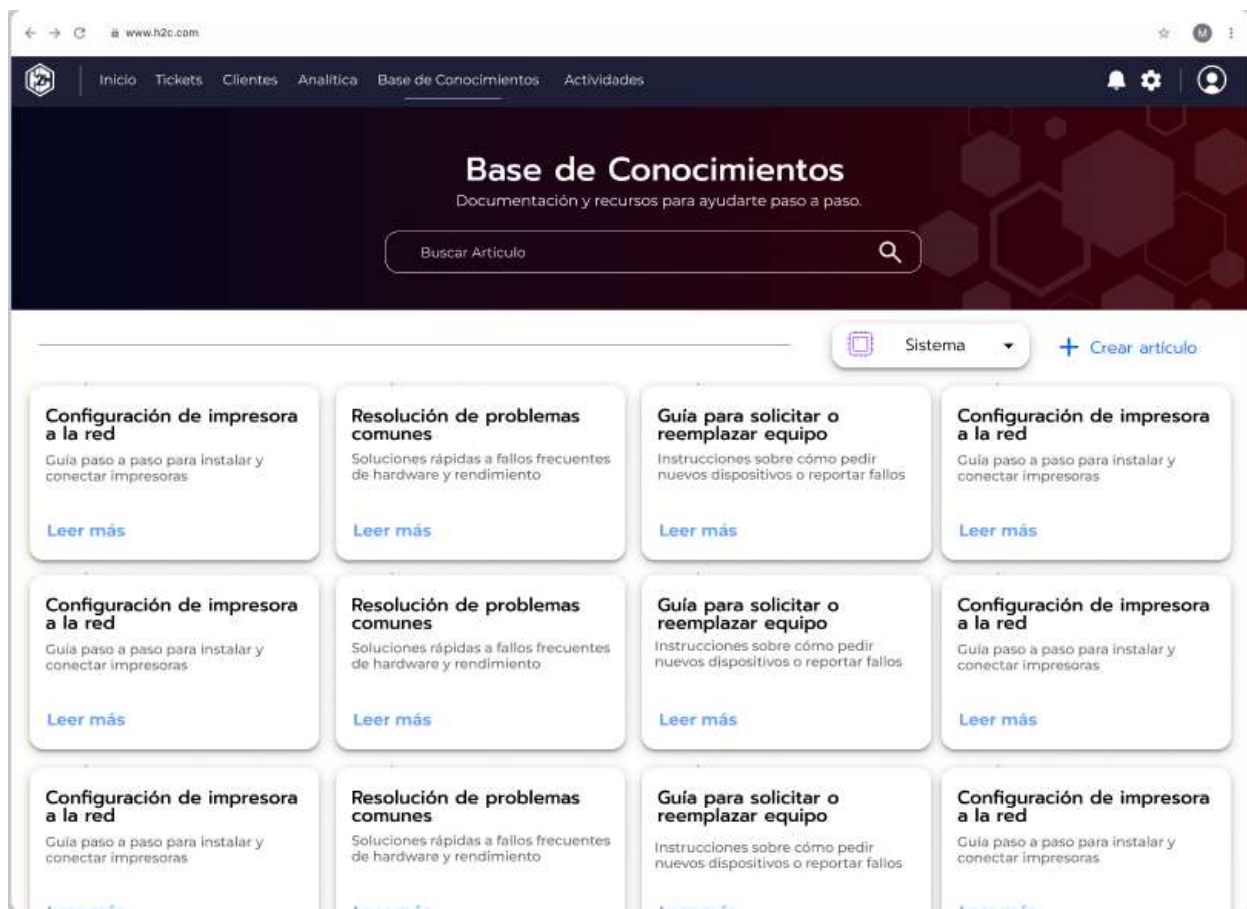 www.h2c.com
M
H2C
Inicio Tickets Clientes Analítica Base de Conocimientos Actividades
Base de Conocimientos
Documentación y recursos para ayudarte paso a paso.
Buscar Articulo
Sistema
Crear artículo
Configuración de impresora
a la red
Guía paso a paso para instalar y
conectar impresoras
Leer más
Resolución de problemas
comunes
Soluciones rápidas a fallos frecuentes
de hardware y rendimiento
Leer más
Guía para solicitar o
reemplazar equipo
Instrucciones sobre cómo pedir
nuevos dispositivos o reportar fallos
Leer más
Configuración de impresora
a la red
Guía paso a paso para instalar y
conectar impresoras
Leer más
Configuración de impresora
a la red
Guía paso a paso para instalar y
conectar impresoras
Leer más
Resolución de problemas
comunes
Soluciones rápidas a fallos frecuentes
de hardware y rendimiento
Leer más
Guía para solicitar o
reemplazar equipo
Instrucciones sobre cómo pedir
nuevos dispositivos o reportar fallos
Leer más
Configuración de impresora
a la red
Guía paso a paso para instalar y
conectar impresoras
Leer más
Configuración de impresora
a la red
Guía paso a paso para instalar y
conectar impresoras
Resolución de problemas
comunes
Soluciones rápidas a fallos frecuentes
de hardware y rendimiento
Guía para solicitar o
reemplazar equipo
Instrucciones sobre cómo pedir
nuevos dispositivos o reportar fallos
Configuración de impresora
a la red
Guía paso a paso para instalar y
conectar impresoras